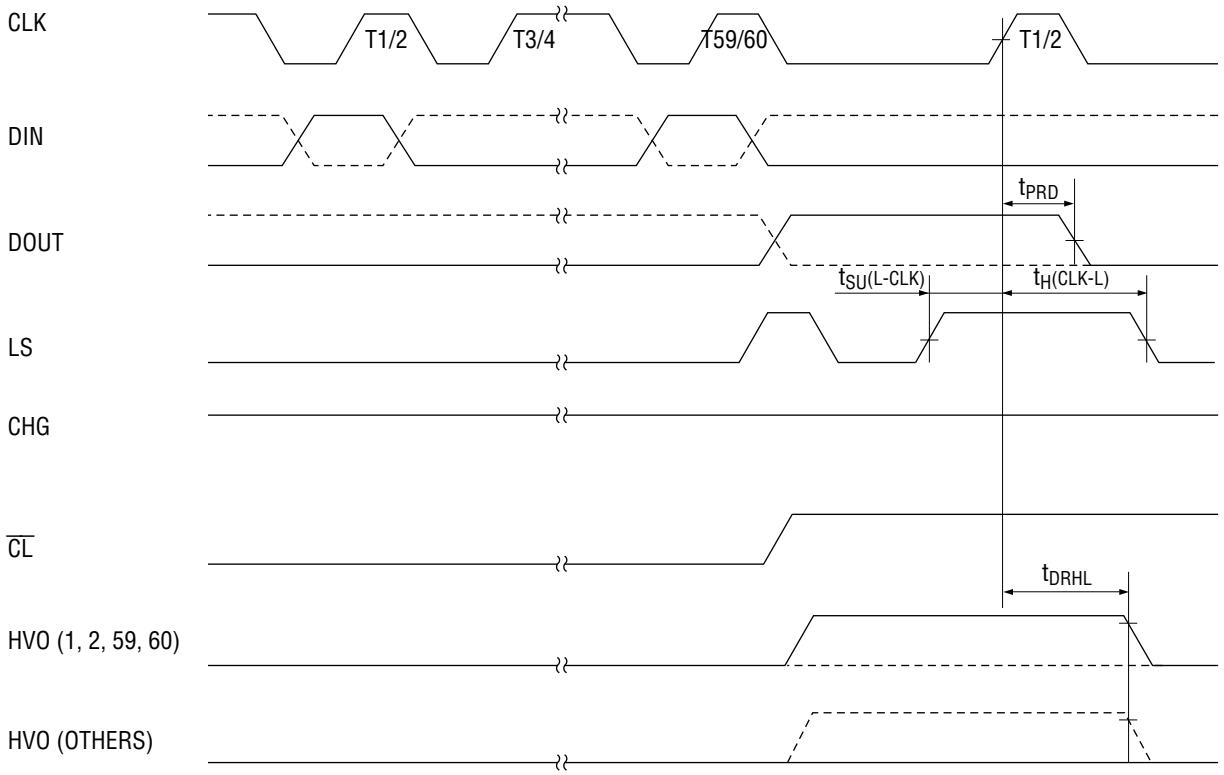 CLK
T1/2 T3/4 T59/60 T1/2
DIN
tPRD
DOUT
tSU(L-CLK) tH(CLK-L)
LS
CHG
C̅L̅
tDRHL
HVO (1, 2, 59, 60)
HVO (OTHERS)